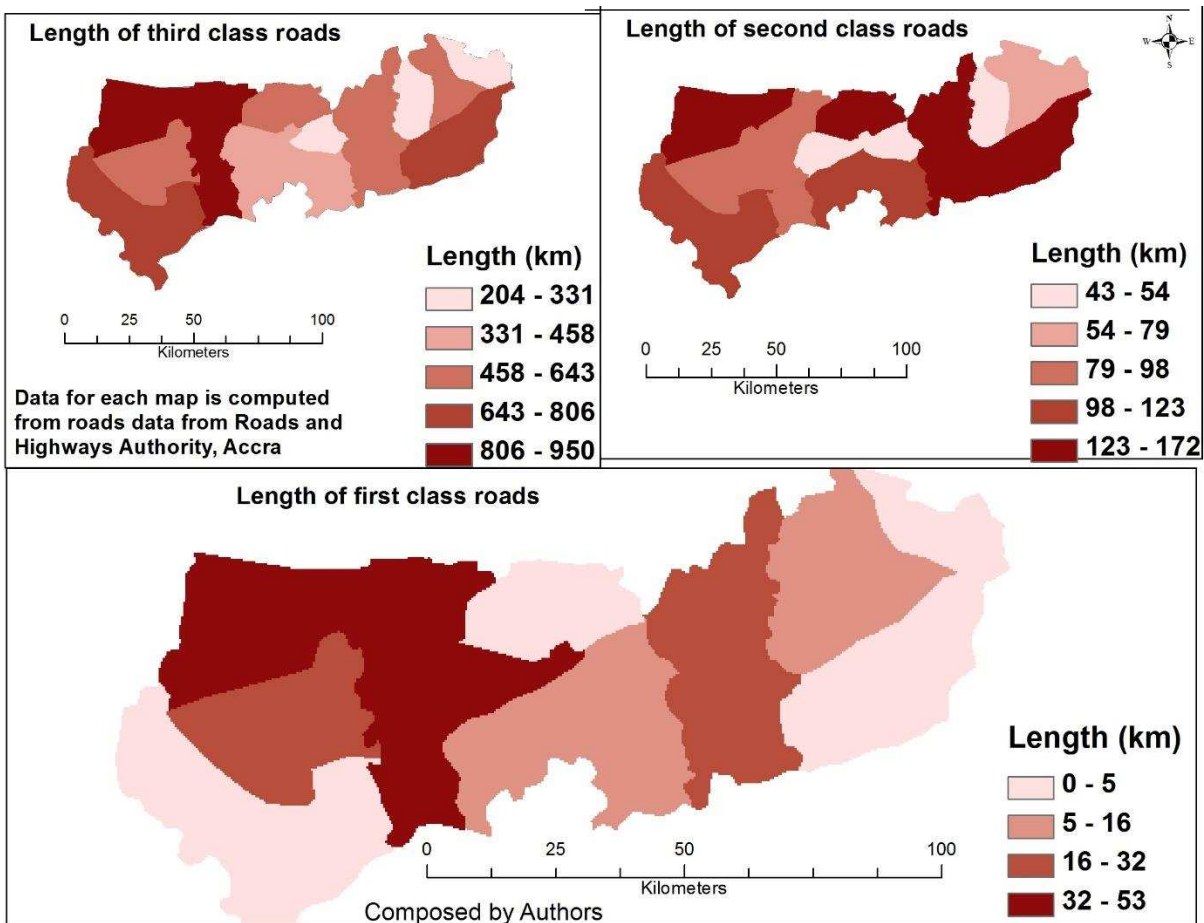 Length of third class roads
Length (km)
204 - 331
331 - 458
458 - 643
643 - 806
806 - 950
0 25 50 100
Kilometers
Data for each map is computed
from roads data from Roads and
Highways Authority, Accra
Length of second class roads
N
W E
S
Length (km)
43 - 54
54 - 79
79 - 98
98 - 123
123 - 172
0 25 50 100
Kilometers
Length of first class roads
Length (km)
0 - 5
5 - 16
16 - 32
32 - 53
0 25 50 100
Kilometers
Composed by Authors